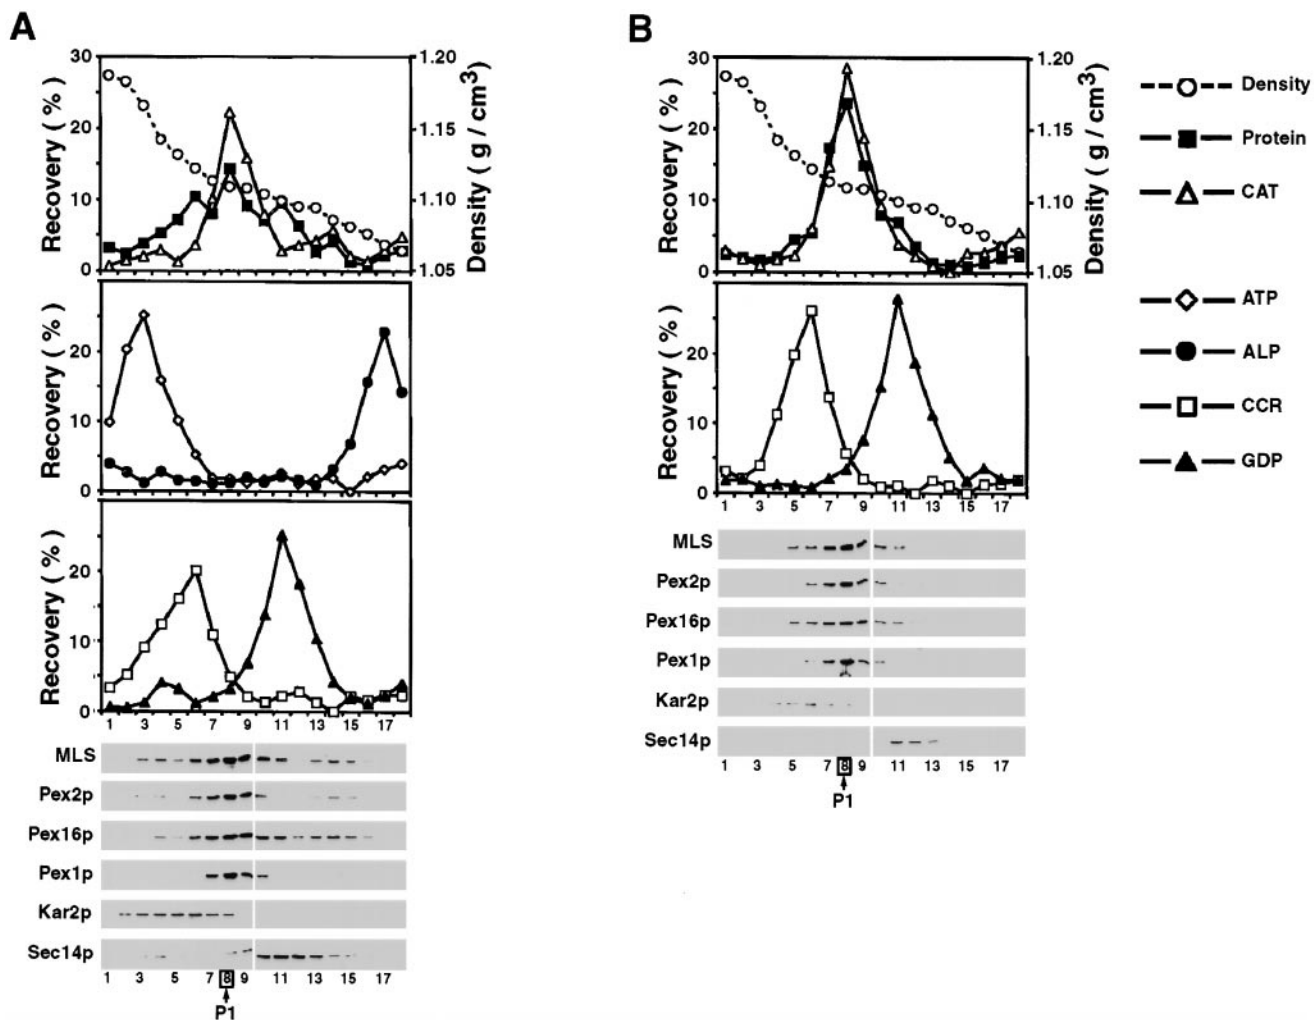 A
30
20
10
0
Recovery ( % )
1.20
1.15
1.10
1.05
Density ( g / cm3 )
20
10
0
Recovery ( % )
20
10
0
Recovery ( % )
1 3 5 7 9 11 13 15 17
MLS
Pex2p
Pex16p
Pex1p
Kar2p
Sec14p
1 3 5 7 8 9 11 13 15 17
P1
B
30
20
10
0
Recovery ( % )
1.20
1.15
1.10
1.05
Density ( g / cm3 )
20
10
0
Recovery ( % )
1 3 5 7 9 11 13 15 17
MLS
Pex2p
Pex16p
Pex1p
Kar2p
Sec14p
1 3 5 7 8 9 11 13 15 17
P1
Density
Protein
CAT
ATP
ALP
CCR
GDP